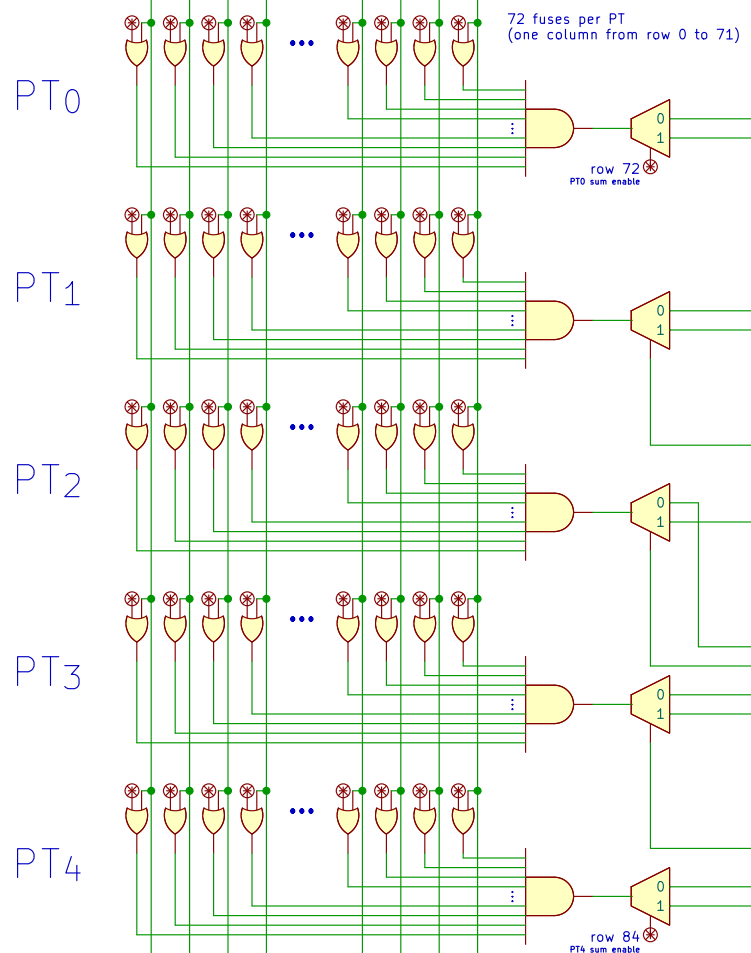 72 fuses per PT
(one column from row 0 to 71)
PT0
0
1
row 72
PT0 sum enable
PT1
0
1
PT2
0
1
PT3
0
1
PT4
0
1
row 84
PT4 sum enable